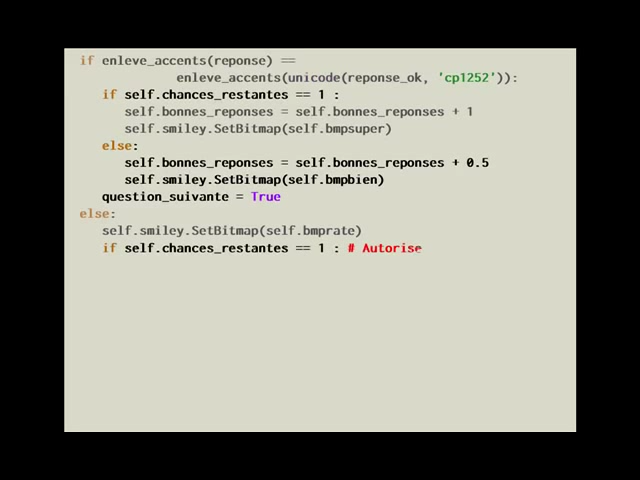 if enleve_accents(reponse) ==
enleve_accents(unicode(reponse_ok, 'cp1252')):
if self.chances_restantes == 1 :
self.bonnes_reponses = self.bonnes_reponses + 1
self.smiley.SetBitmap(self.bmpsuper)
else:
self.bonnes_reponses = self.bonnes_reponses + 0.5
self.smiley.SetBitmap(self.bmpbien)
question_suivante = True
else:
self.smiley.SetBitmap(self.bmprate)
if self.chances_restantes == 1 : # Autorise